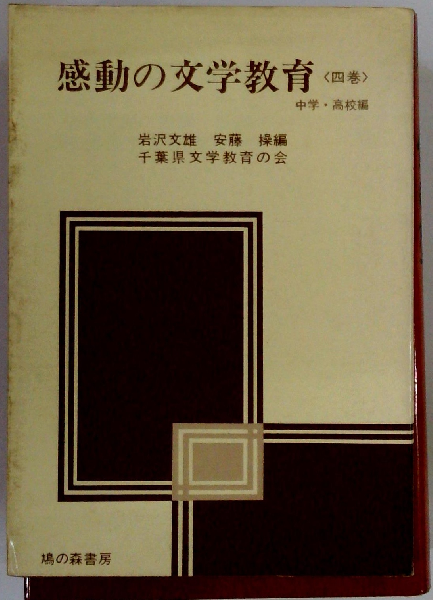 感動の文学教育〈四巻〉
中学・高校編
岩沢文雄 安藤 操編
千葉県文学教育の会
鳩の森書房